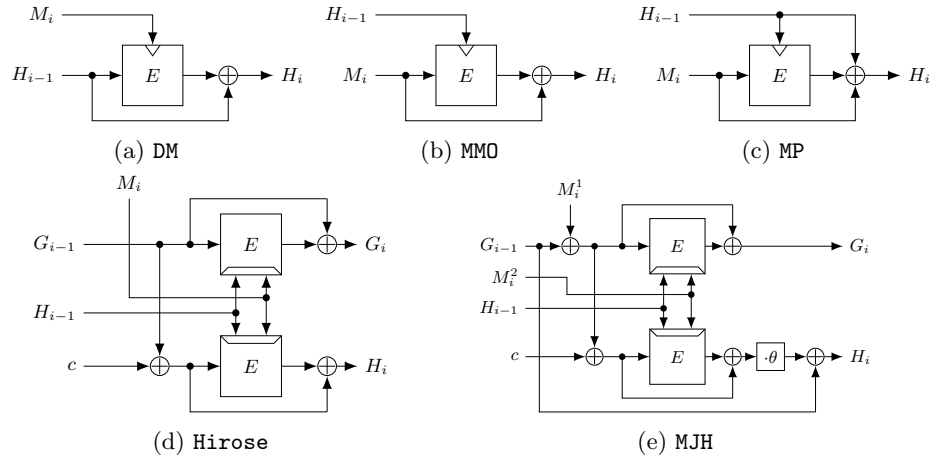 M_i
H_{i-1}
E
H_i
(a) DM
H_{i-1}
M_i
E
H_i
(b) MMO
H_{i-1}
M_i
E
H_i
(c) MP
M_i
G_{i-1}
E
G_i
H_{i-1}
c
E
H_i
(d) Hirose
M_i^1
G_{i-1}
E
G_i
M_i^2
H_{i-1}
c
E
·θ
H_i
(e) MJH